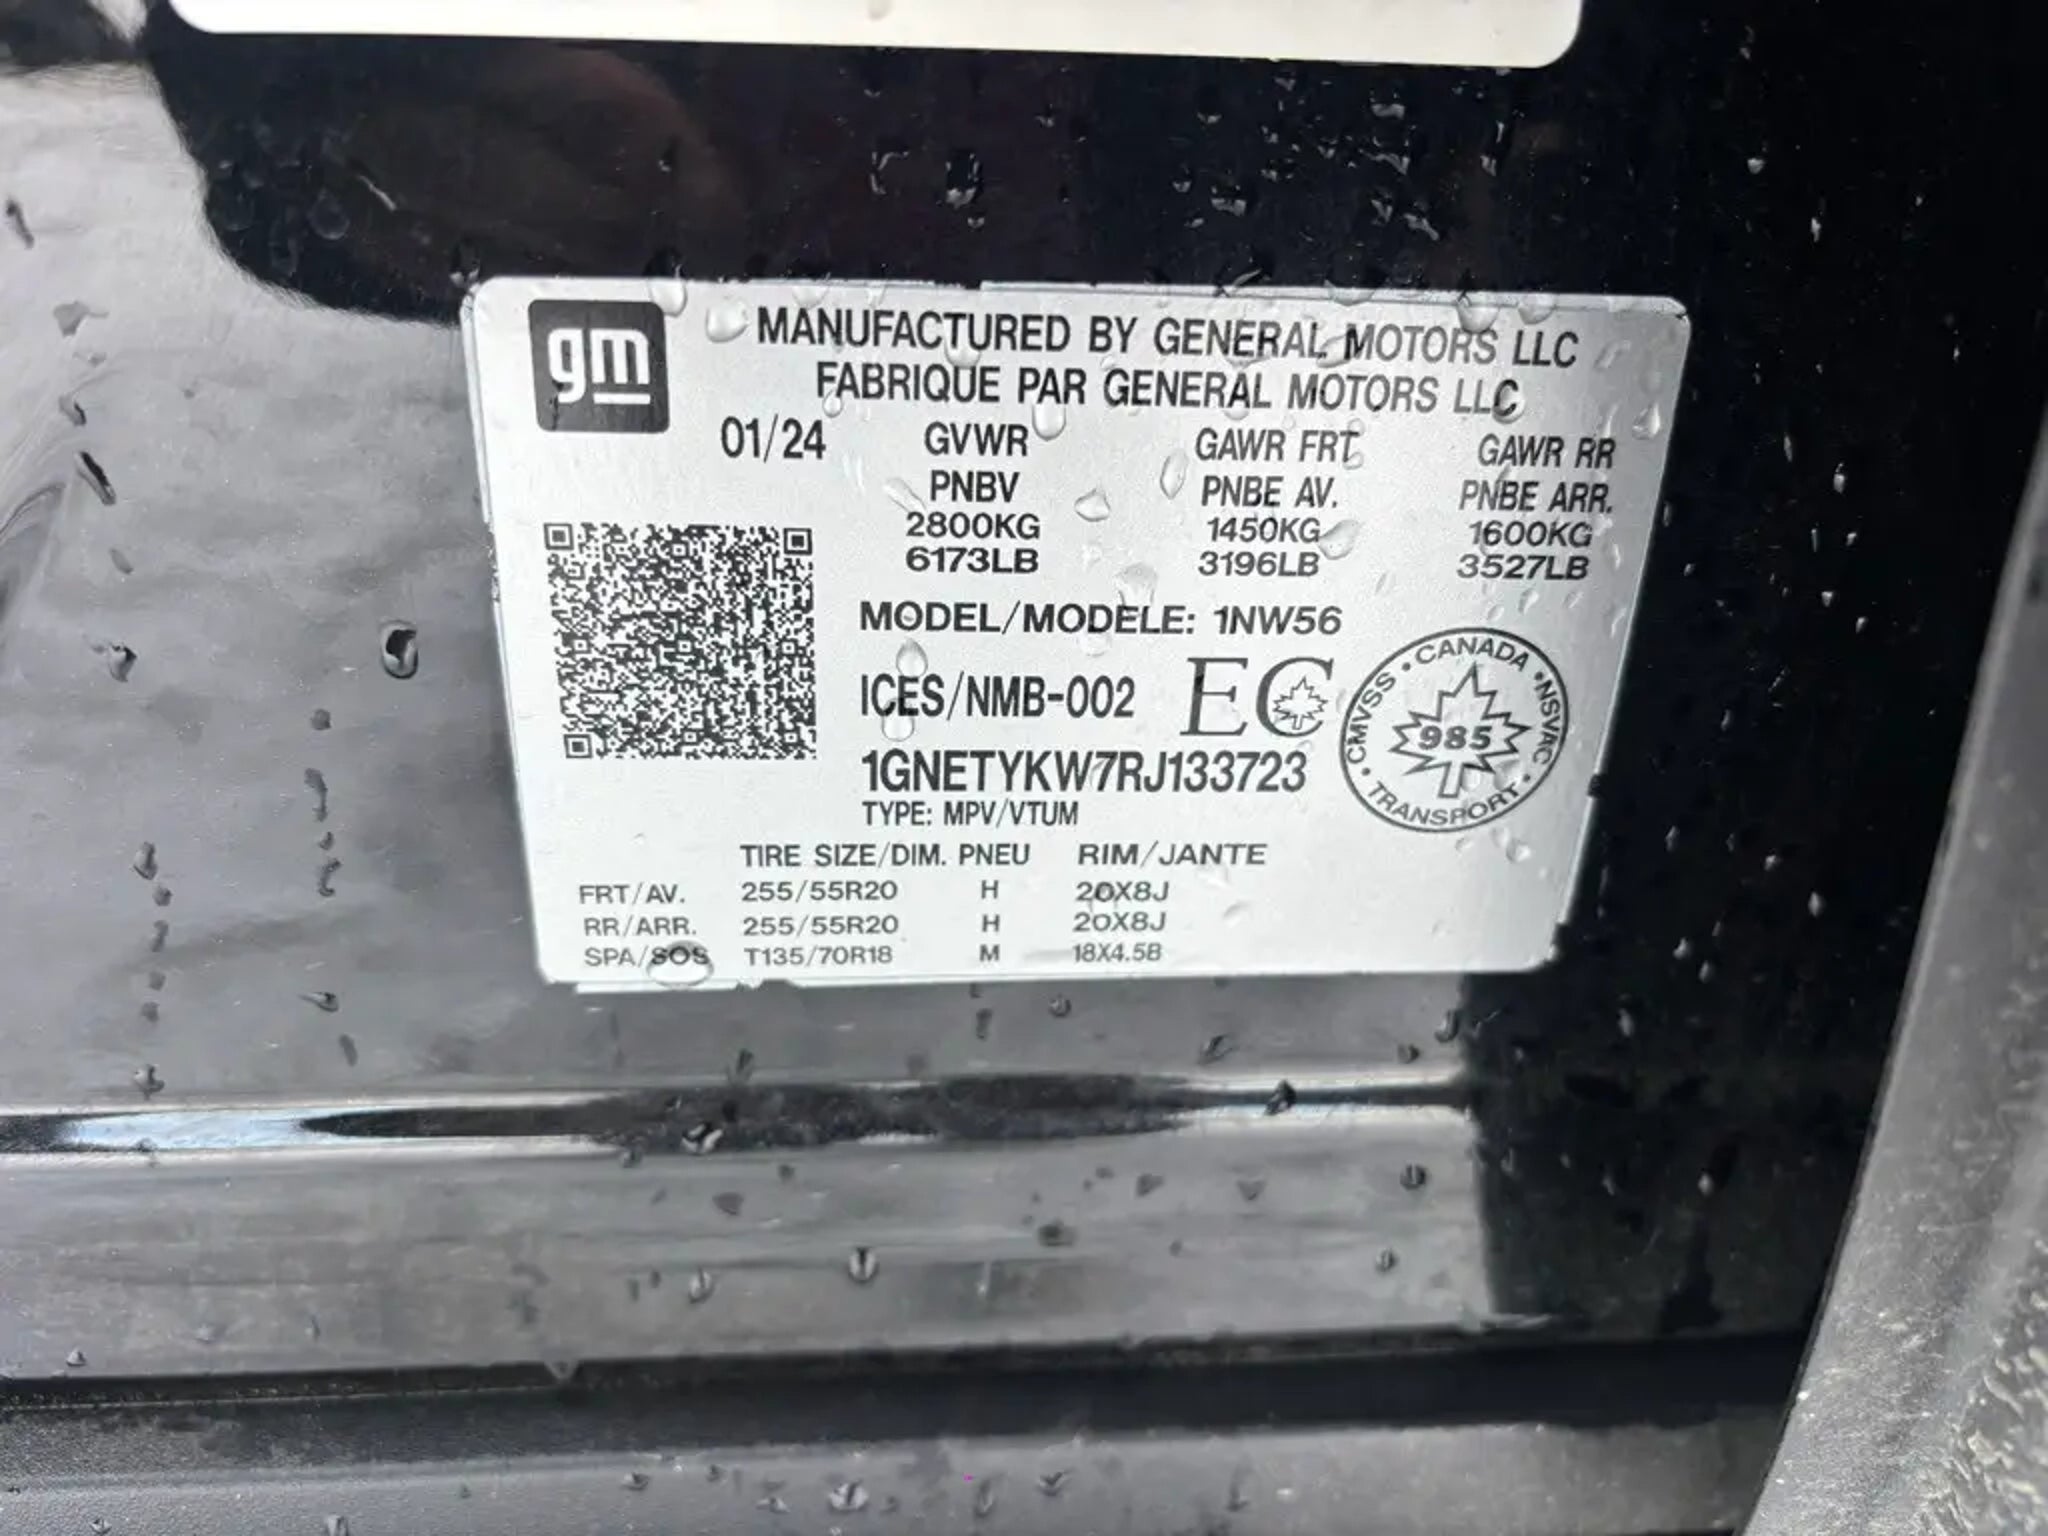 gm
MANUFACTURED BY GENERAL MOTORS LLC
FABRIQUE PAR GENERAL MOTORS LLC
01/24 GVWR GAWR FRT GAWR RR
PNBV PNBE AV. PNBE ARR.
2800KG 1450KG 1600KG
6173LB 3196LB 3527LB
MODEL/MODELE: 1NW56
ICES/NMB-002 EC
CANADA • NSVAC • TRANSPORT • CMVSS •
985
1GNETYKW7RJ133723
TYPE: MPV/VTUM
TIRE SIZE/DIM. PNEU RIM/JANTE
FRT/AV. 255/55R20 H 20X8J
RR/ARR. 255/55R20 H 20X8J
SPA/SOS T135/70R18 M 18X4.5B